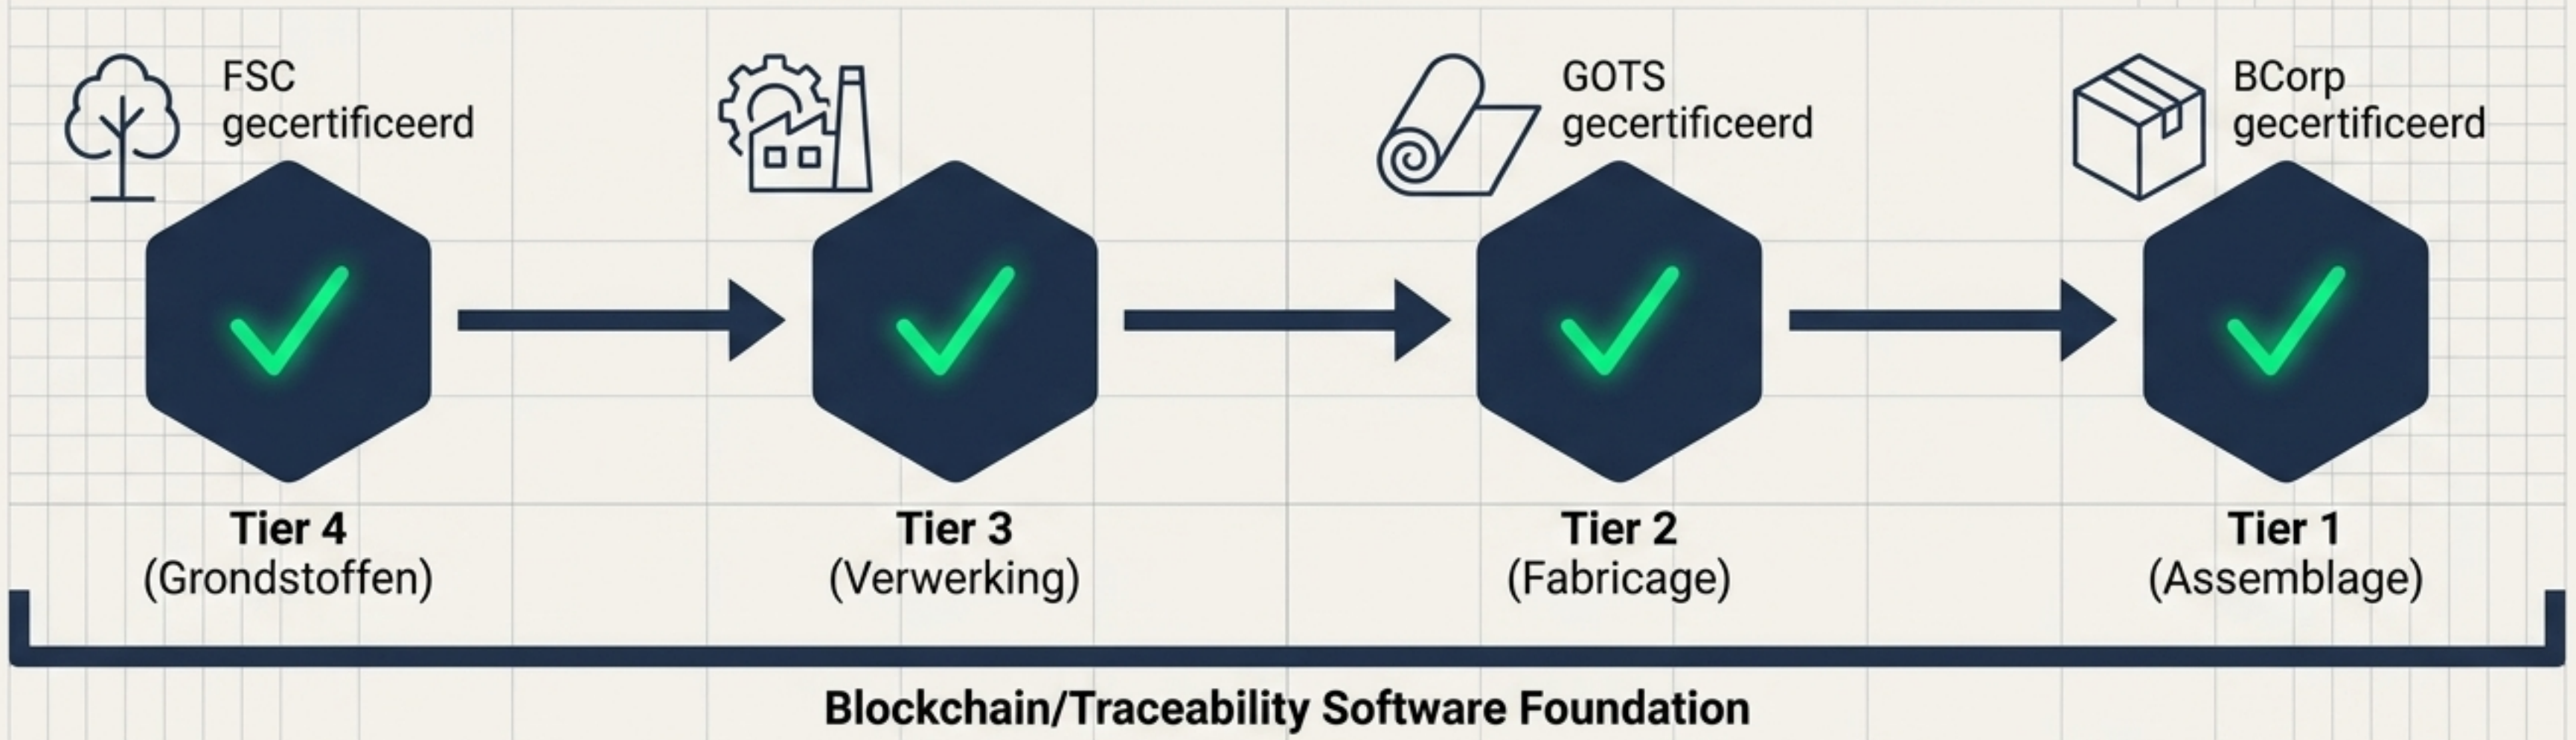 FSC
gecertificeerd
GOTS
gecertificeerd
BCorp
gecertificeerd
Tier 4
(Grondstoffen)
Tier 3
(Verwerking)
Tier 2
(Fabricage)
Tier 1
(Assemblage)
Blockchain/Traceability Software Foundation